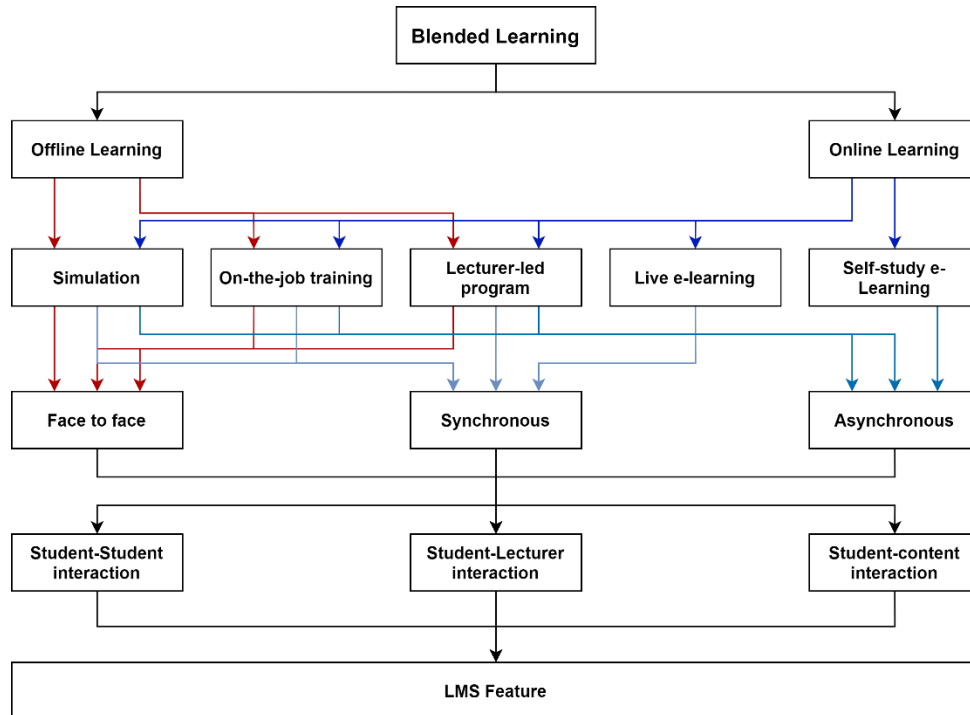 Blended Learning
Offline Learning
Online Learning
Simulation
On-the-job training
Lecturer-led
program
Live e-learning
Self-study e-
Learning
Face to face
Synchronous
Asynchronous
Student-Student
interaction
Student-Lecturer
interaction
Student-content
interaction
LMS Feature